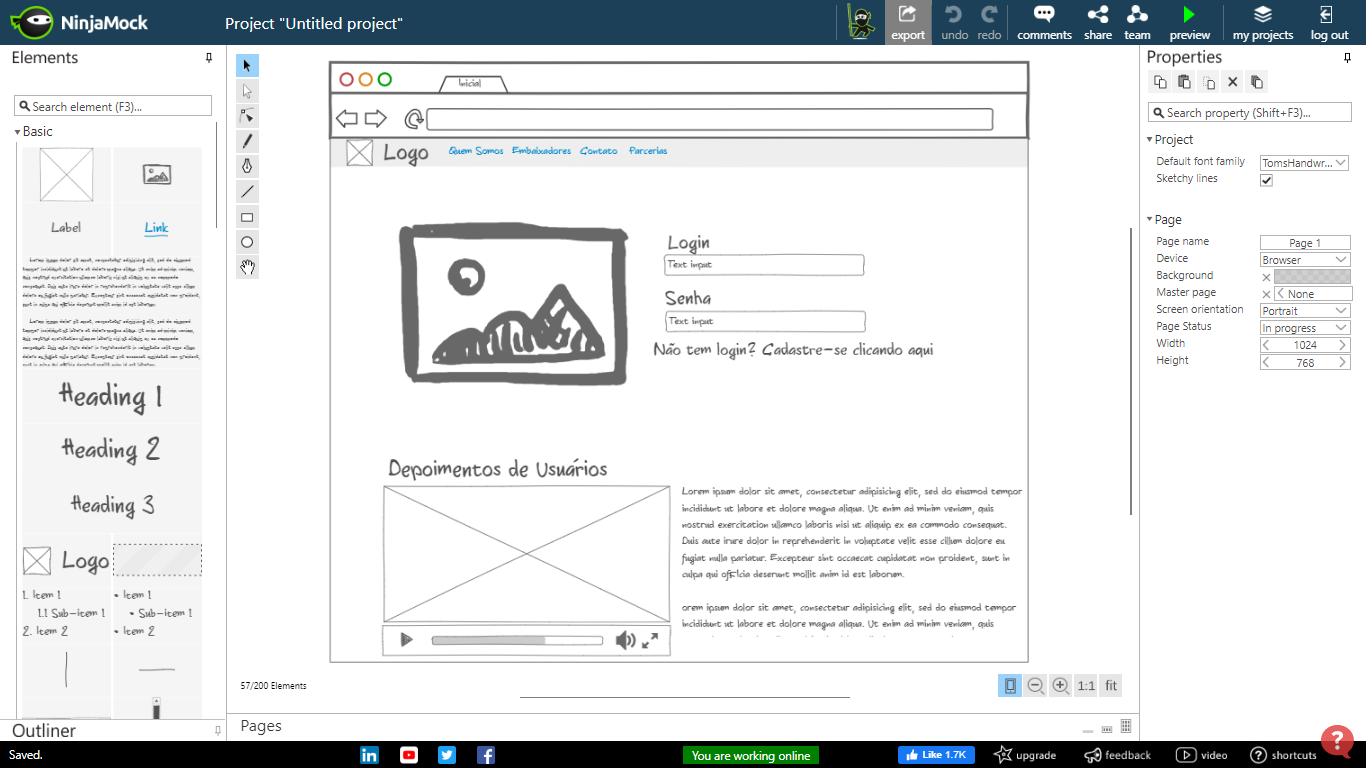 NinjaMock
Project "Untitled project"
export
undo
redo
comments
share
team
preview
my projects
log out
Elements
Search element (F3)...
Basic
Label
Link
Heading 1
Heading 2
Heading 3
Logo
1. Item 1
1.1 Sub-item 1
2. Item 2
• Item 1
• Sub-item 1
• Item 2
Outliner
Inicial
Logo
Quem Somos
Embaixadores
Contato
Parcerias
Login
Text input
Senha
Text input
Não tem login? Cadastre-se clicando aqui
Depoimentos de Usuários
Lorem ipsum dolor sit amet, consectetur adipisicing elit, sed do eiusmod tempor
incididunt ut labore et dolore magna aliqua. Ut enim ad minim veniam, quis
nostrud exercitation ullamco laboris nisi ut aliquip ex ea commodo consequat.
Duis aute irure dolor in reprehenderit in voluptate velit esse cillum dolore eu
fugiat nulla pariatur. Excepteur sint occaecat cupidatat non proident, sunt in
culpa qui officia deserunt mollit anim id est laborum.
orem ipsum dolor sit amet, consectetur adipisicing elit, sed do eiusmod tempor
incididunt ut labore et dolore magna aliqua. Ut enim ad minim veniam, quis
57/200 Elements
1:1
fit
Pages
Properties
Search property (Shift+F3)...
Project
Default font family
TomsHandwr...
Sketchy lines
Page
Page name
Page 1
Device
Browser
Background
Master page
None
Screen orientation
Portrait
Page Status
In progress
Width
1024
Height
768
Saved.
You are working online
Like 1.7K
upgrade
feedback
video
shortcuts
?